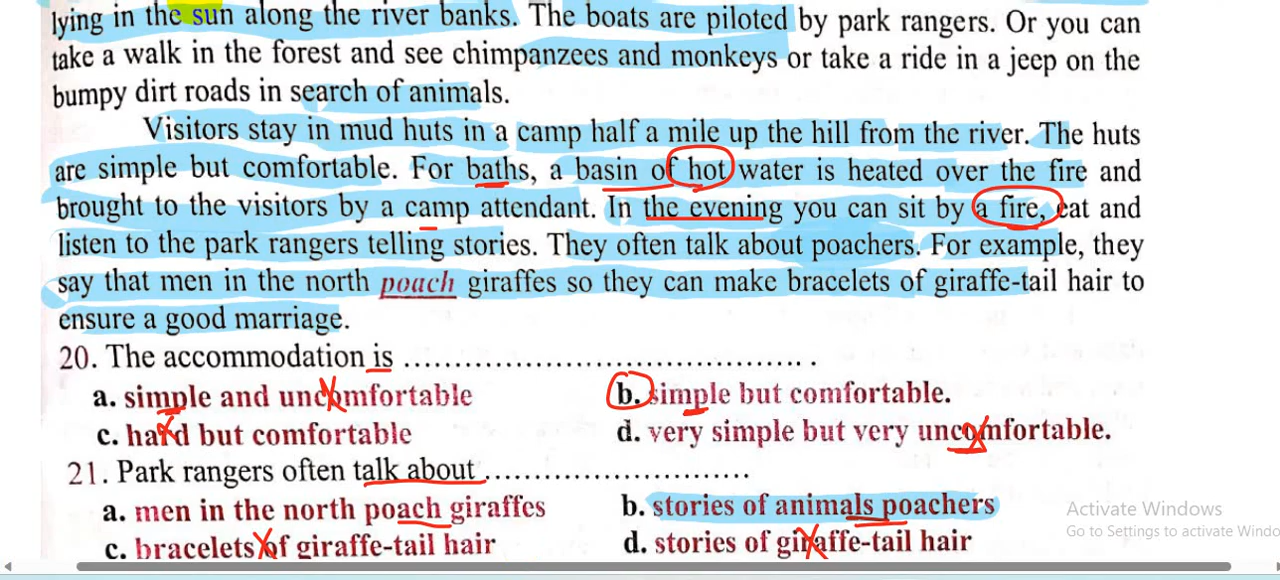 lying in the sun along the river banks. The boats are piloted by park rangers. Or you can
take a walk in the forest and see chimpanzees and monkeys or take a ride in a jeep on the
bumpy dirt roads in search of animals.
Visitors stay in mud huts in a camp half a mile up the hill from the river. The huts
are simple but comfortable. For baths, a basin of hot water is heated over the fire and
brought to the visitors by a camp attendant. In the evening you can sit by a fire, eat and
listen to the park rangers telling stories. They often talk about poachers. For example, they
say that men in the north poach giraffes so they can make bracelets of giraffe-tail hair to
ensure a good marriage.
20. The accommodation is ..........................................
a. simple and uncomfortable b. simple but comfortable.
c. hard but comfortable d. very simple but very uncomfortable.
21. Park rangers often talk about ...........................
a. men in the north poach giraffes b. stories of animals poachers
c. bracelets of giraffe-tail hair d. stories of giraffe-tail hair
Activate Windows
Go to Settings to activate Windo